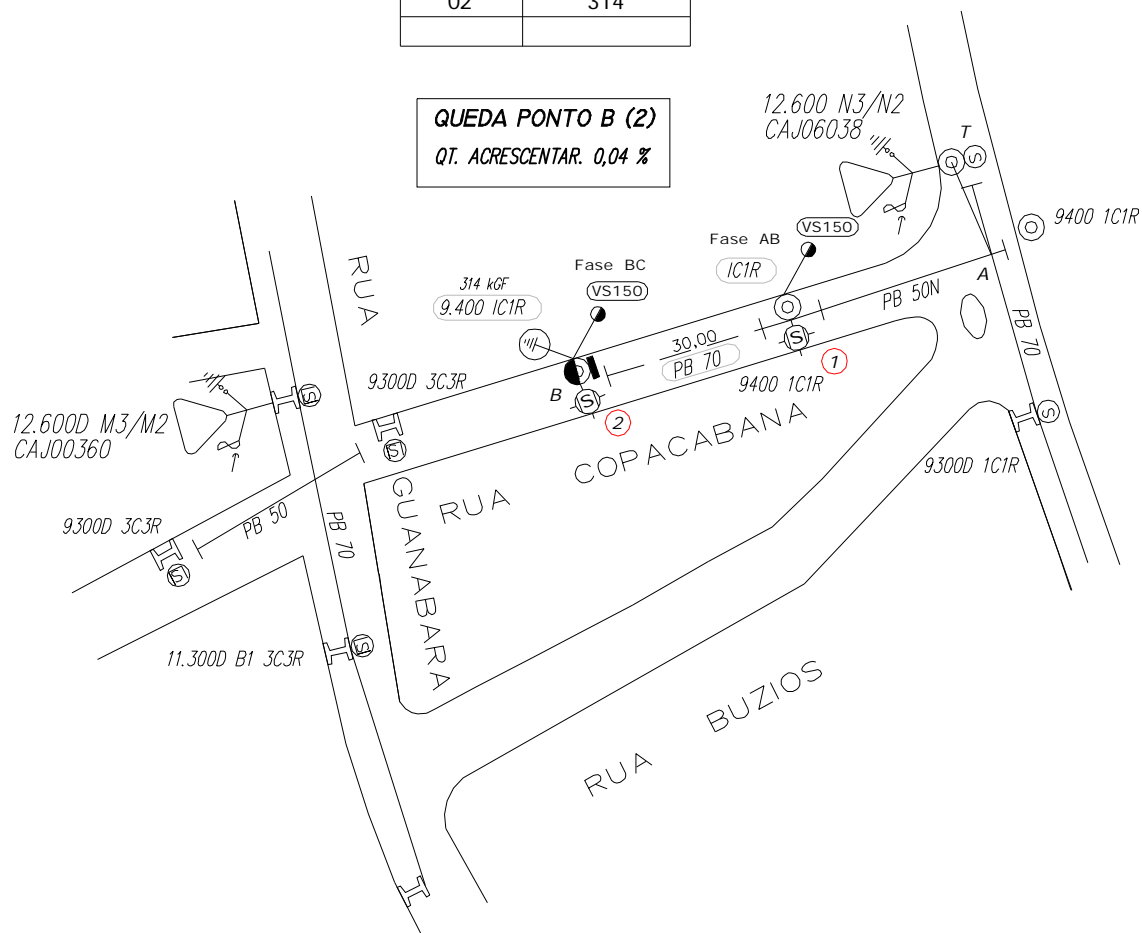 02 314
QUEDA PONTO B (2)
QT. ACRESCENTAR. 0,04 %
12.600 N3/N2
CAJ06038
T
S
9400 1C1R
A
VS150
Fase AB
1C1R
PB 50N
PB 70
Fase BC
VS150
314 kGF
9.400 1C1R
30,00
PB 70
S
1
9400 1C1R
B
S
2
RUA
GUANABARA
9300D 3C3R
S
S
12.600D M3/M2
CAJ00360
RUA COPACABANA
S
9300D 1C1R
9300D 3C3R
S
PB 50
PB 70
11.300D B1 3C3R
S
RUA BUZIOS